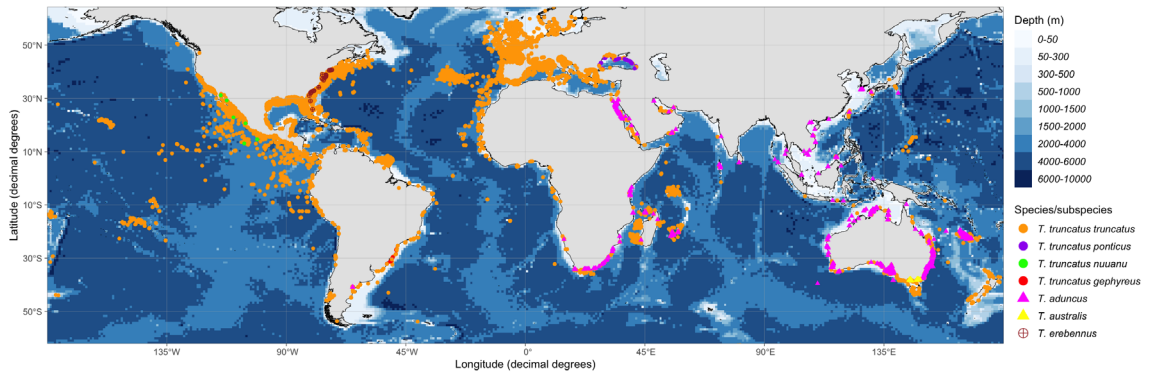 50°N
30°N
10°N
10°S
30°S
50°S
Latitude (decimal degrees)
135°W
90°W
45°W
0°
45°E
90°E
135°E
Longitude (decimal degrees)
Depth (m)
0-50
50-300
300-500
500-1000
1000-1500
1500-2000
2000-4000
4000-6000
6000-10000
Species/subspecies
T. truncatus truncatus
T. truncatus ponticus
T. truncatus nuuanu
T. truncatus gephyreus
T. aduncus
T. australis
T. erebennus